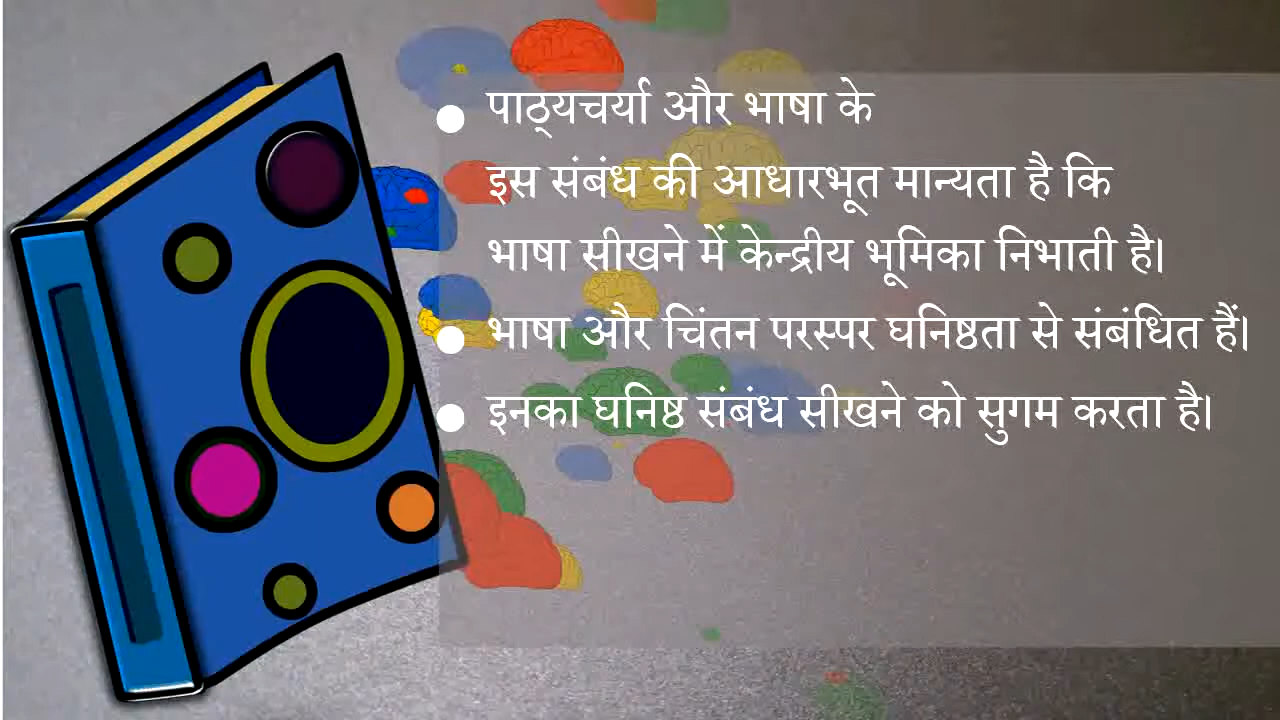 पाठ्यचर्या और भाषा के
इस संबंध की आधारभूत मान्यता है कि
भाषा सीखने में केन्द्रीय भूमिका निभाती है।
भाषा और चिंतन परस्पर घनिष्ठता से संबंधित हैं।
इनका घनिष्ठ संबंध सीखने को सुगम करता है।